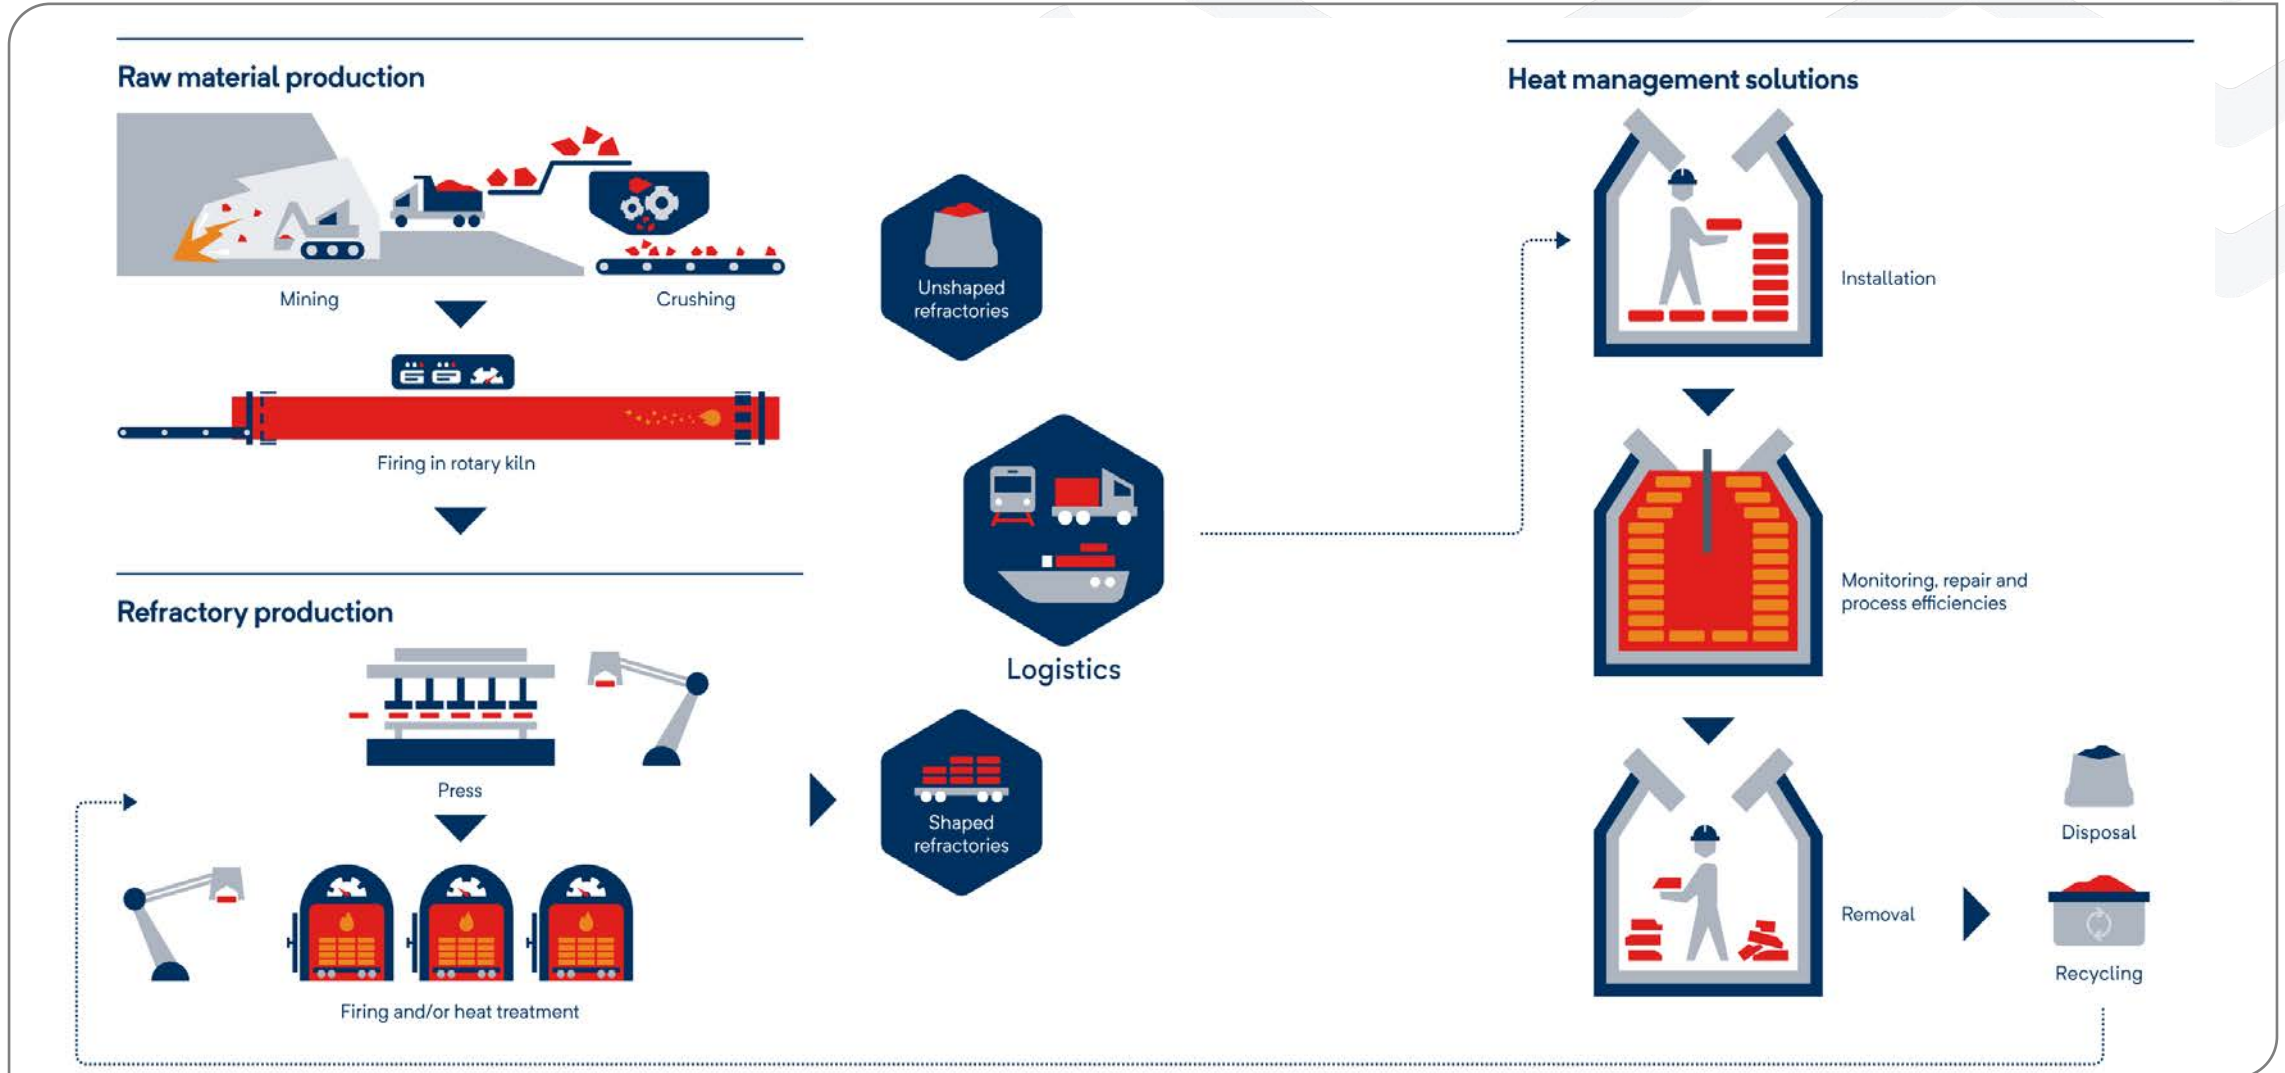 Raw material production
Mining
Crushing
Firing in rotary kiln
Refractory production
Press
Firing and/or heat treatment
Unshaped
refractories
Logistics
Shaped
refractories
Heat management solutions
Installation
Monitoring, repair and
process efficiencies
Removal
Disposal
Recycling